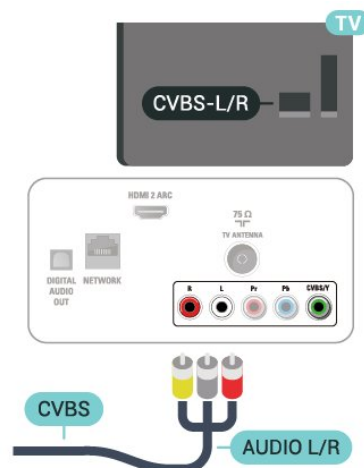 TV
CVBS-L/R
HDMI 2 ARC
75 Ω
TV ANTENNA
DIGITAL
AUDIO
OUT
NETWORK
R L Pr Pb CVBS/Y
CVBS
AUDIO L/R